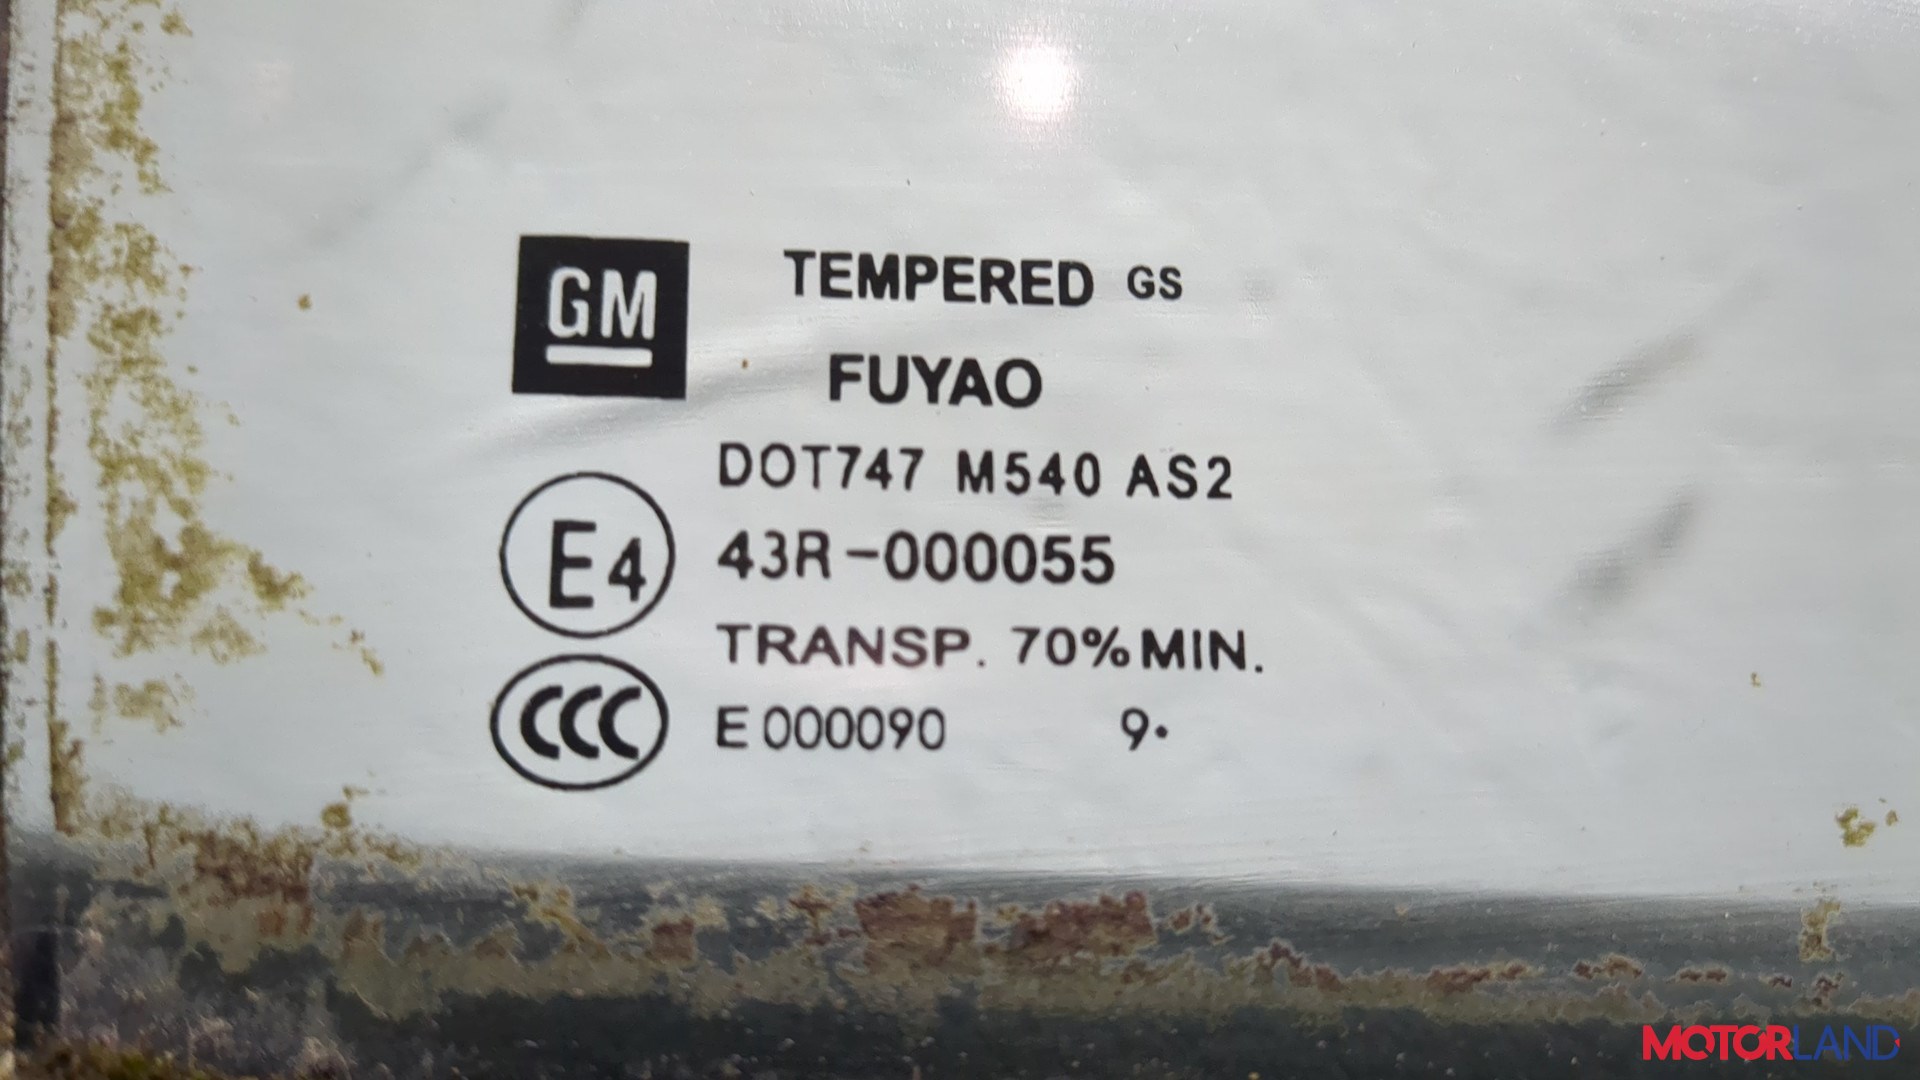 GM
TEMPERED GS
FUYAO
DOT747 M540 AS2
E4
43R-000055
TRANSP. 70% MIN.
CCC
E 000090 9.
MOTORLAND